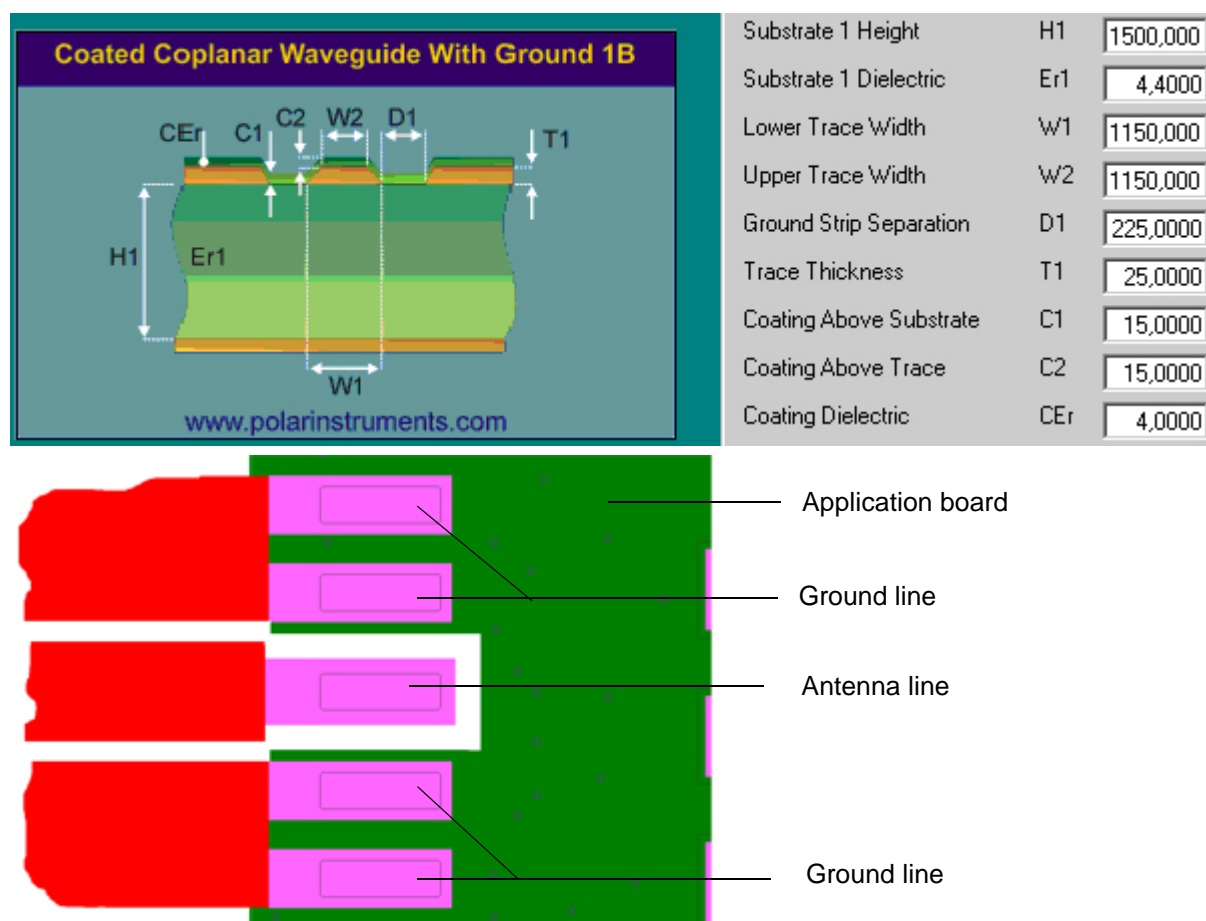 Coated Coplanar Waveguide With Ground 1B
CEr C1 C2 W2 D1 T1
H1 Er1
W1
www.polarinstruments.com
Substrate 1 Height H1 1500,000
Substrate 1 Dielectric Er1 4,4000
Lower Trace Width W1 1150,000
Upper Trace Width W2 1150,000
Ground Strip Separation D1 225,0000
Trace Thickness T1 25,0000
Coating Above Substrate C1 15,0000
Coating Above Trace C2 15,0000
Coating Dielectric CEr 4,0000
Application board
Ground line
Antenna line
Ground line